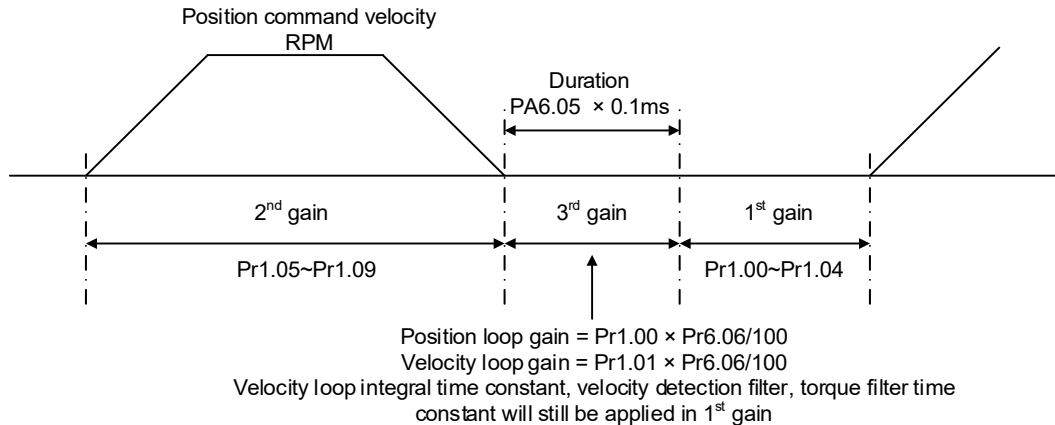 Position command velocity
RPM
Duration
PA6.05 × 0.1ms
2nd gain
3rd gain
1st gain
Pr1.05~Pr1.09
Pr1.00~Pr1.04
Position loop gain = Pr1.00 × Pr6.06/100
Velocity loop gain = Pr1.01 × Pr6.06/100
Velocity loop integral time constant, velocity detection filter, torque filter time
constant will still be applied in 1st gain